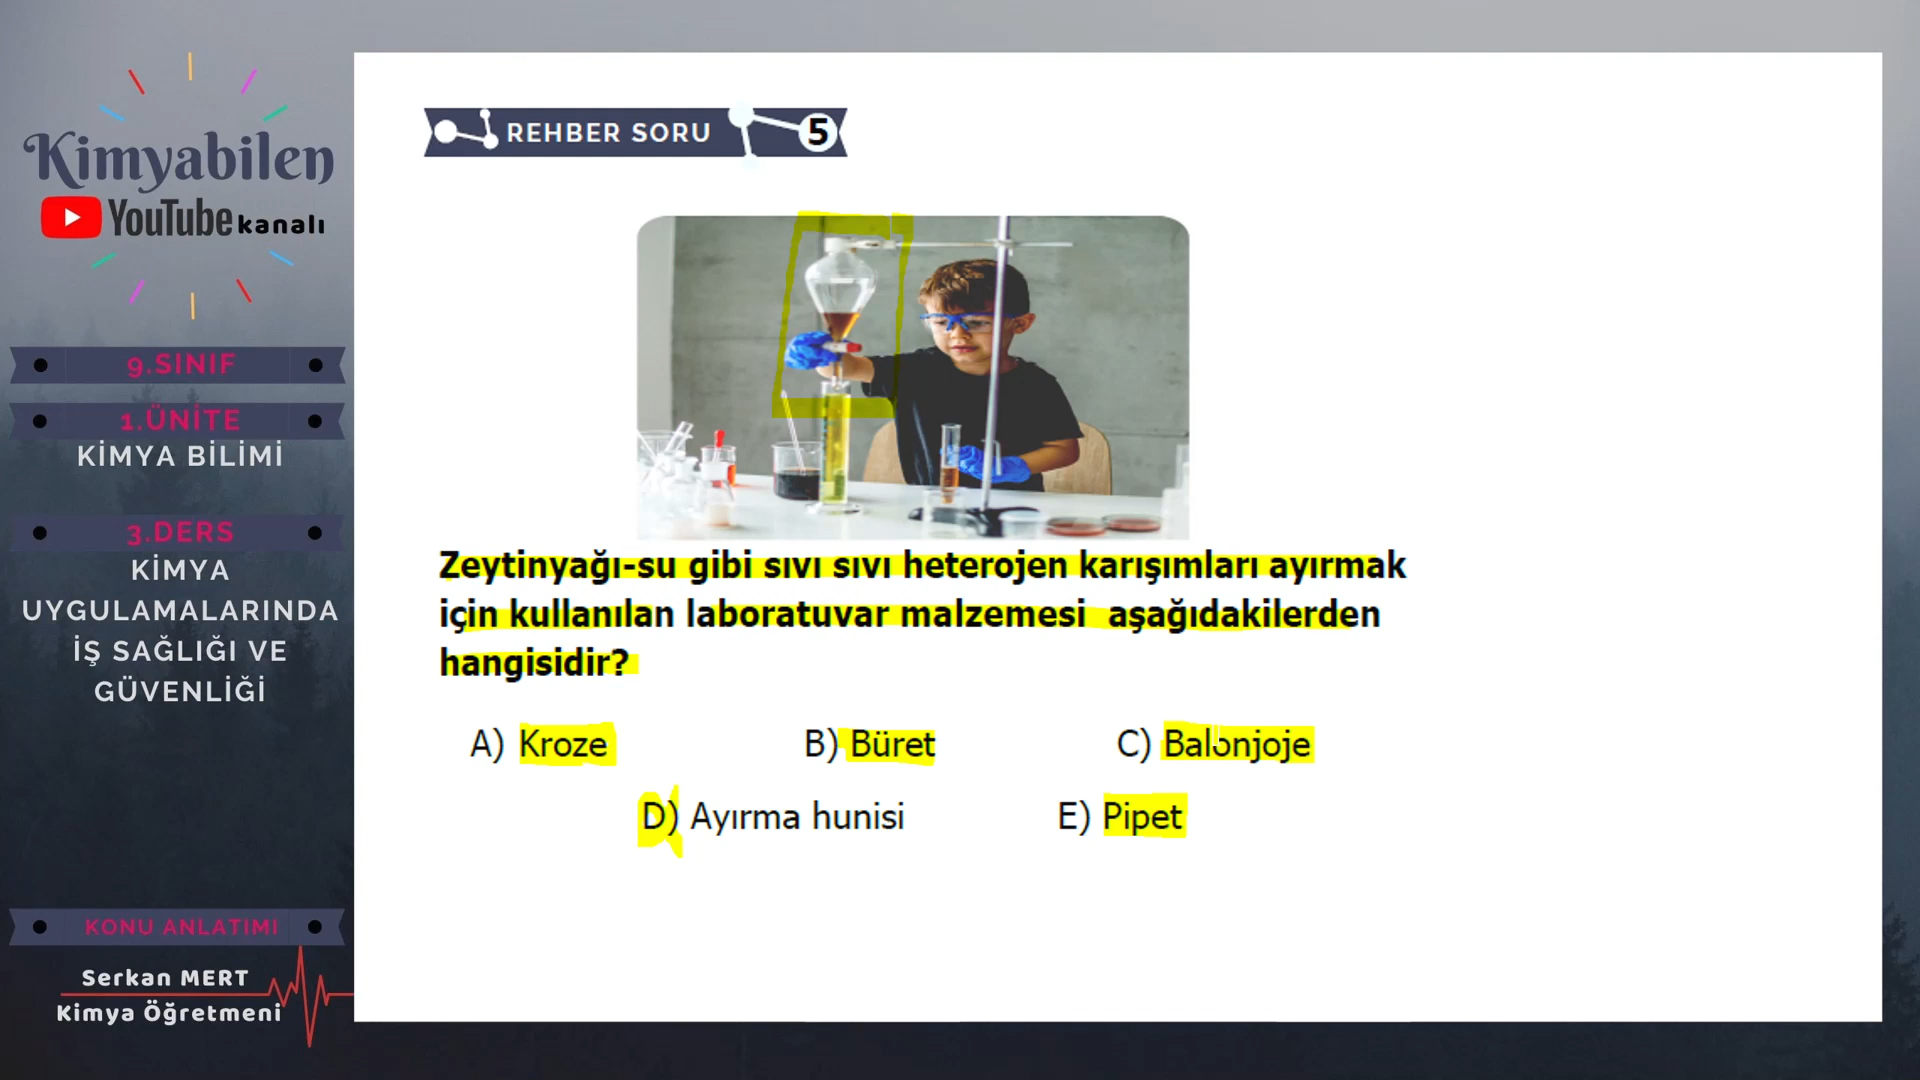 Kimyabilen
YouTube kanalı
9.SINIF
1.ÜNİTE
KİMYA BİLİMİ
3.DERS
KİMYA
UYGULAMALARINDA
İŞ SAĞLIĞI VE
GÜVENLİĞİ
KONU ANLATIMI
Serkan MERT
Kimya Öğretmeni
REHBER SORU 5
Zeytinyağı-su gibi sıvı sıvı heterojen karışımları ayırmak
için kullanılan laboratuvar malzemesi aşağıdakilerden
hangisidir?
A) Kroze B) Büret C) Balonjoje
D) Ayırma hunisi E) Pipet